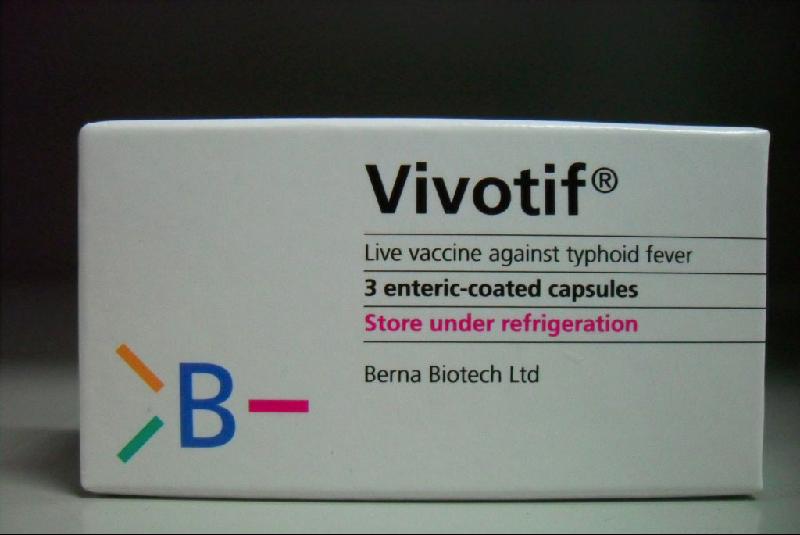 Vivotif®
Live vaccine against typhoid fever
3 enteric-coated capsules
Store under refrigeration
Berna Biotech Ltd
B